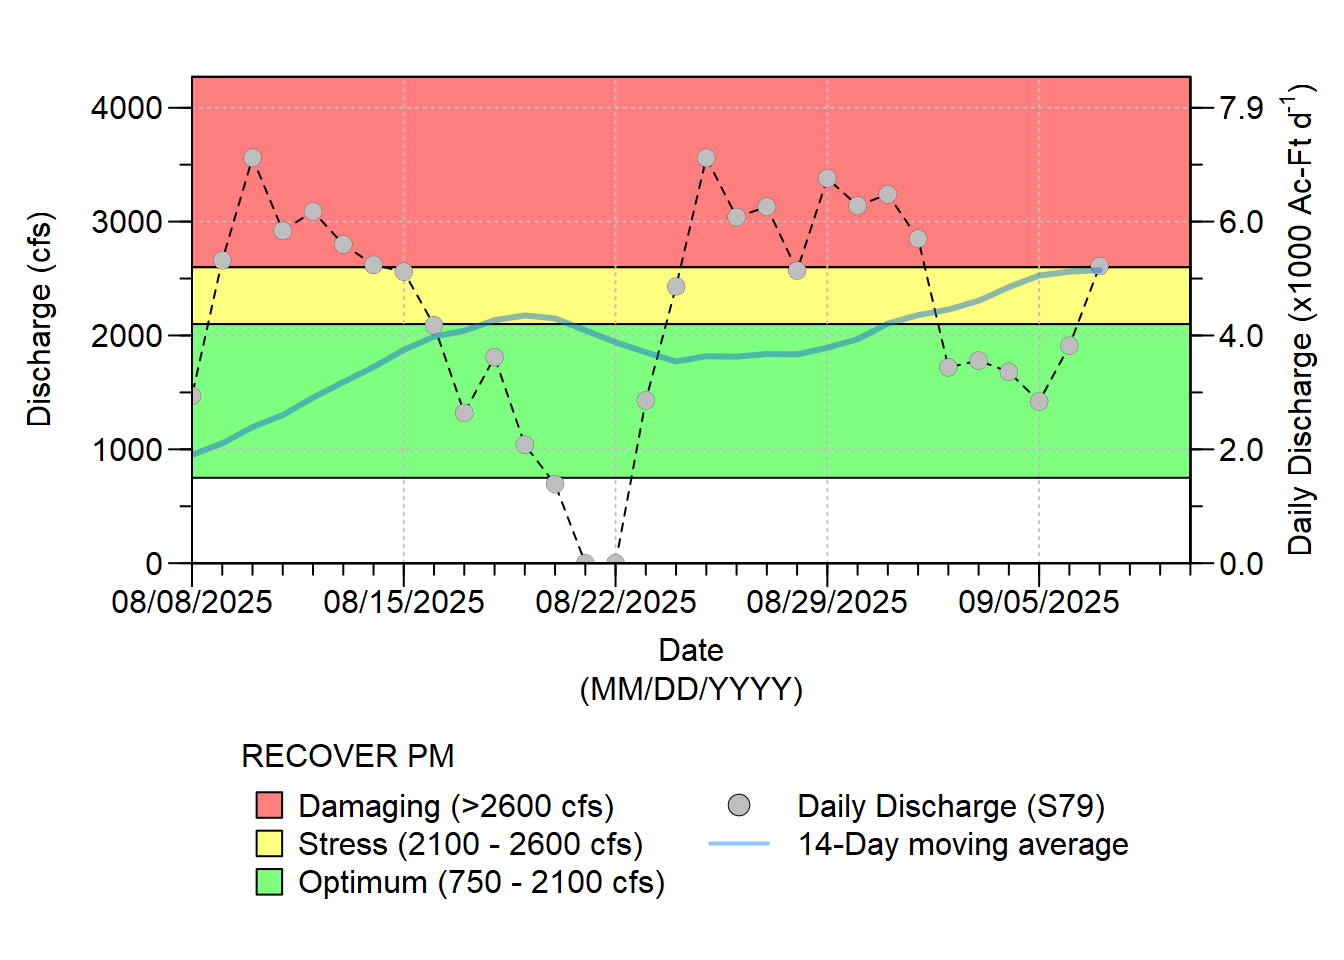 4000
3000
2000
1000
0
Discharge (cfs)
7.9
6.0
4.0
2.0
0.0
Daily Discharge (x1000 Ac-Ft d-1)
08/08/2025
08/15/2025
08/22/2025
08/29/2025
09/05/2025
Date
(MM/DD/YYYY)
RECOVER PM
Damaging (>2600 cfs)
Stress (2100 - 2600 cfs)
Optimum (750 - 2100 cfs)
Daily Discharge (S79)
14-Day moving average